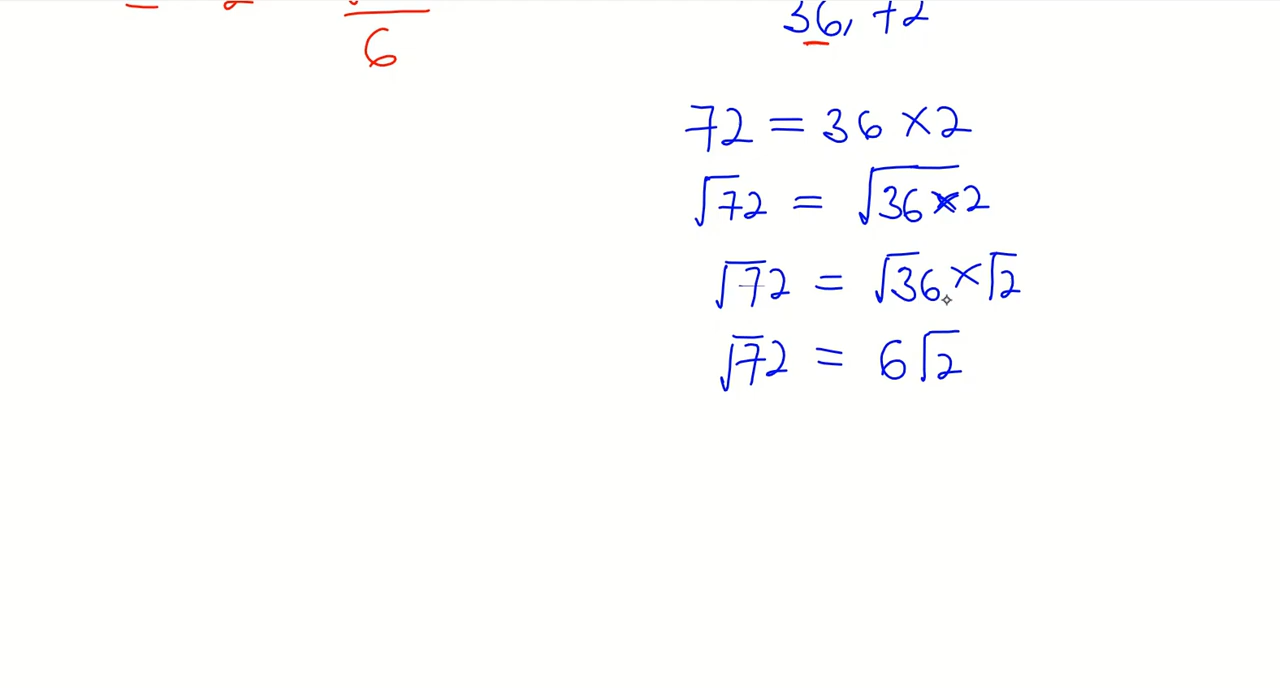 6
36, 72
72 = 36 × 2
√72 = √36×2
√72 = √36 × √2
√72 = 6√2